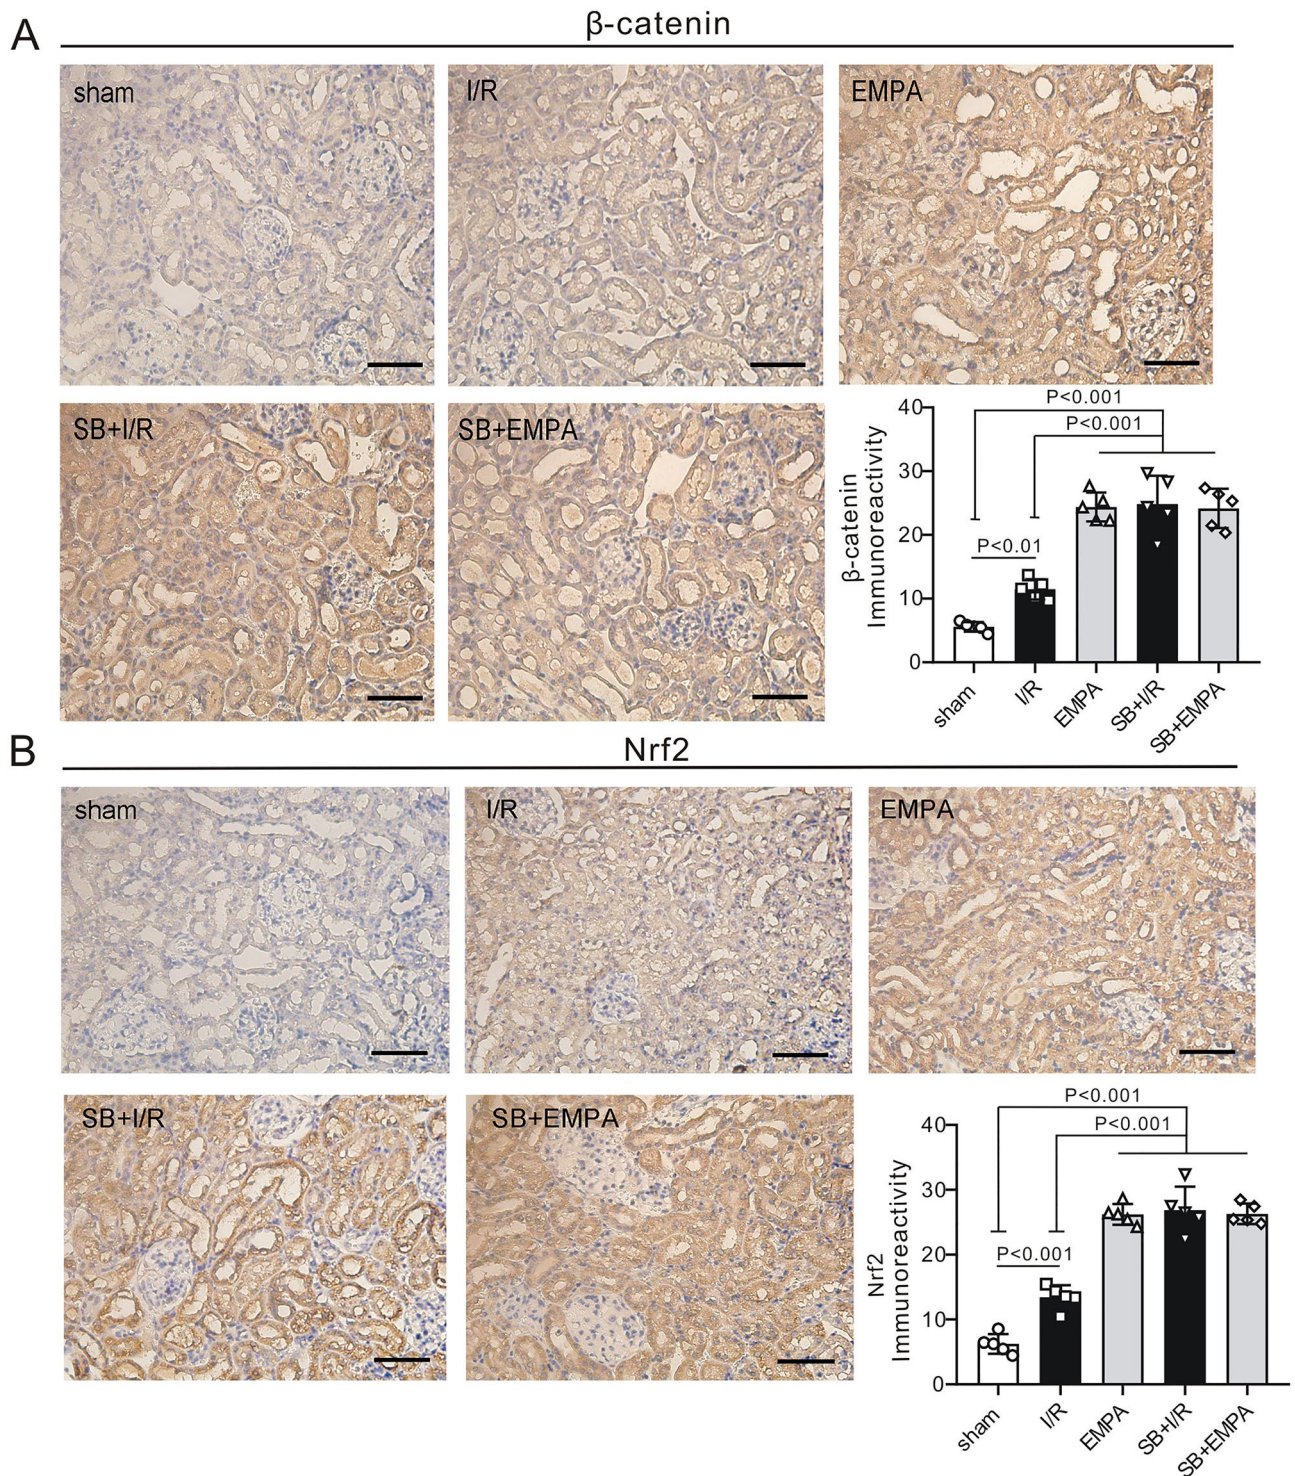 A
β-catenin
sham
I/R
EMPA
SB+I/R
SB+EMPA
P<0.001
P<0.001
P<0.01
β-catenin
Immunoreactivity
40
30
20
10
0
sham
I/R
EMPA
SB+I/R
SB+EMPA
B
Nrf2
sham
I/R
EMPA
SB+I/R
SB+EMPA
P<0.001
P<0.001
P<0.001
Nrf2
Immunoreactivity
40
30
20
10
0
sham
I/R
EMPA
SB+I/R
SB+EMPA